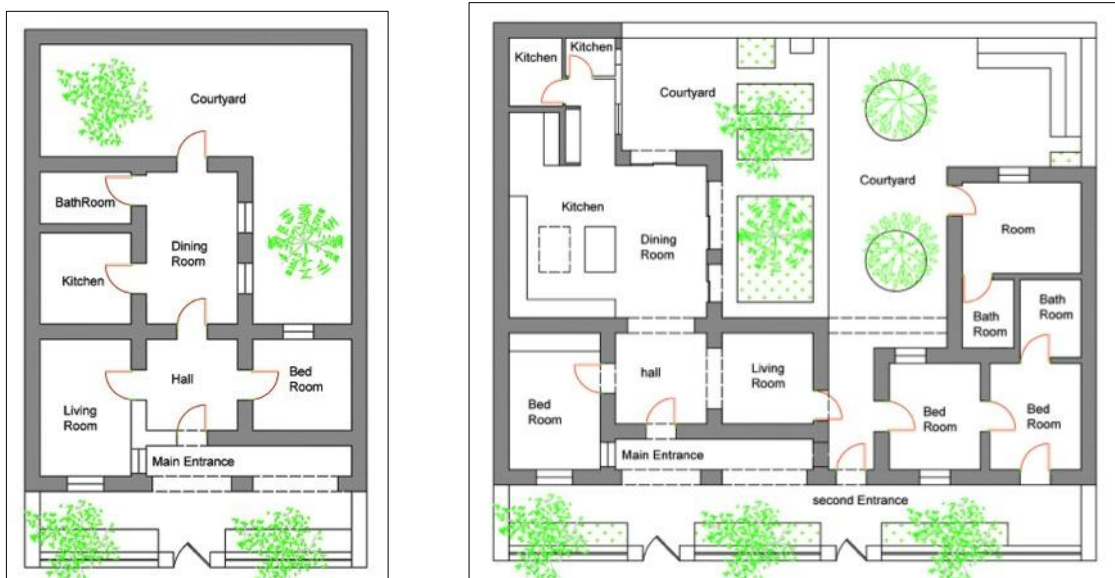 Courtyard
BathRoom
Dining
Room
Kitchen
Hall
Bed
Room
Living
Room
Main Entrance
Kitchen
Kitchen
Courtyard
Courtyard
Kitchen
Room
Dining
Room
Bath
Room
Bath
Room
hall
Living
Room
Bed
Room
Bed
Room
Bed
Room
Main Entrance
second Entrance